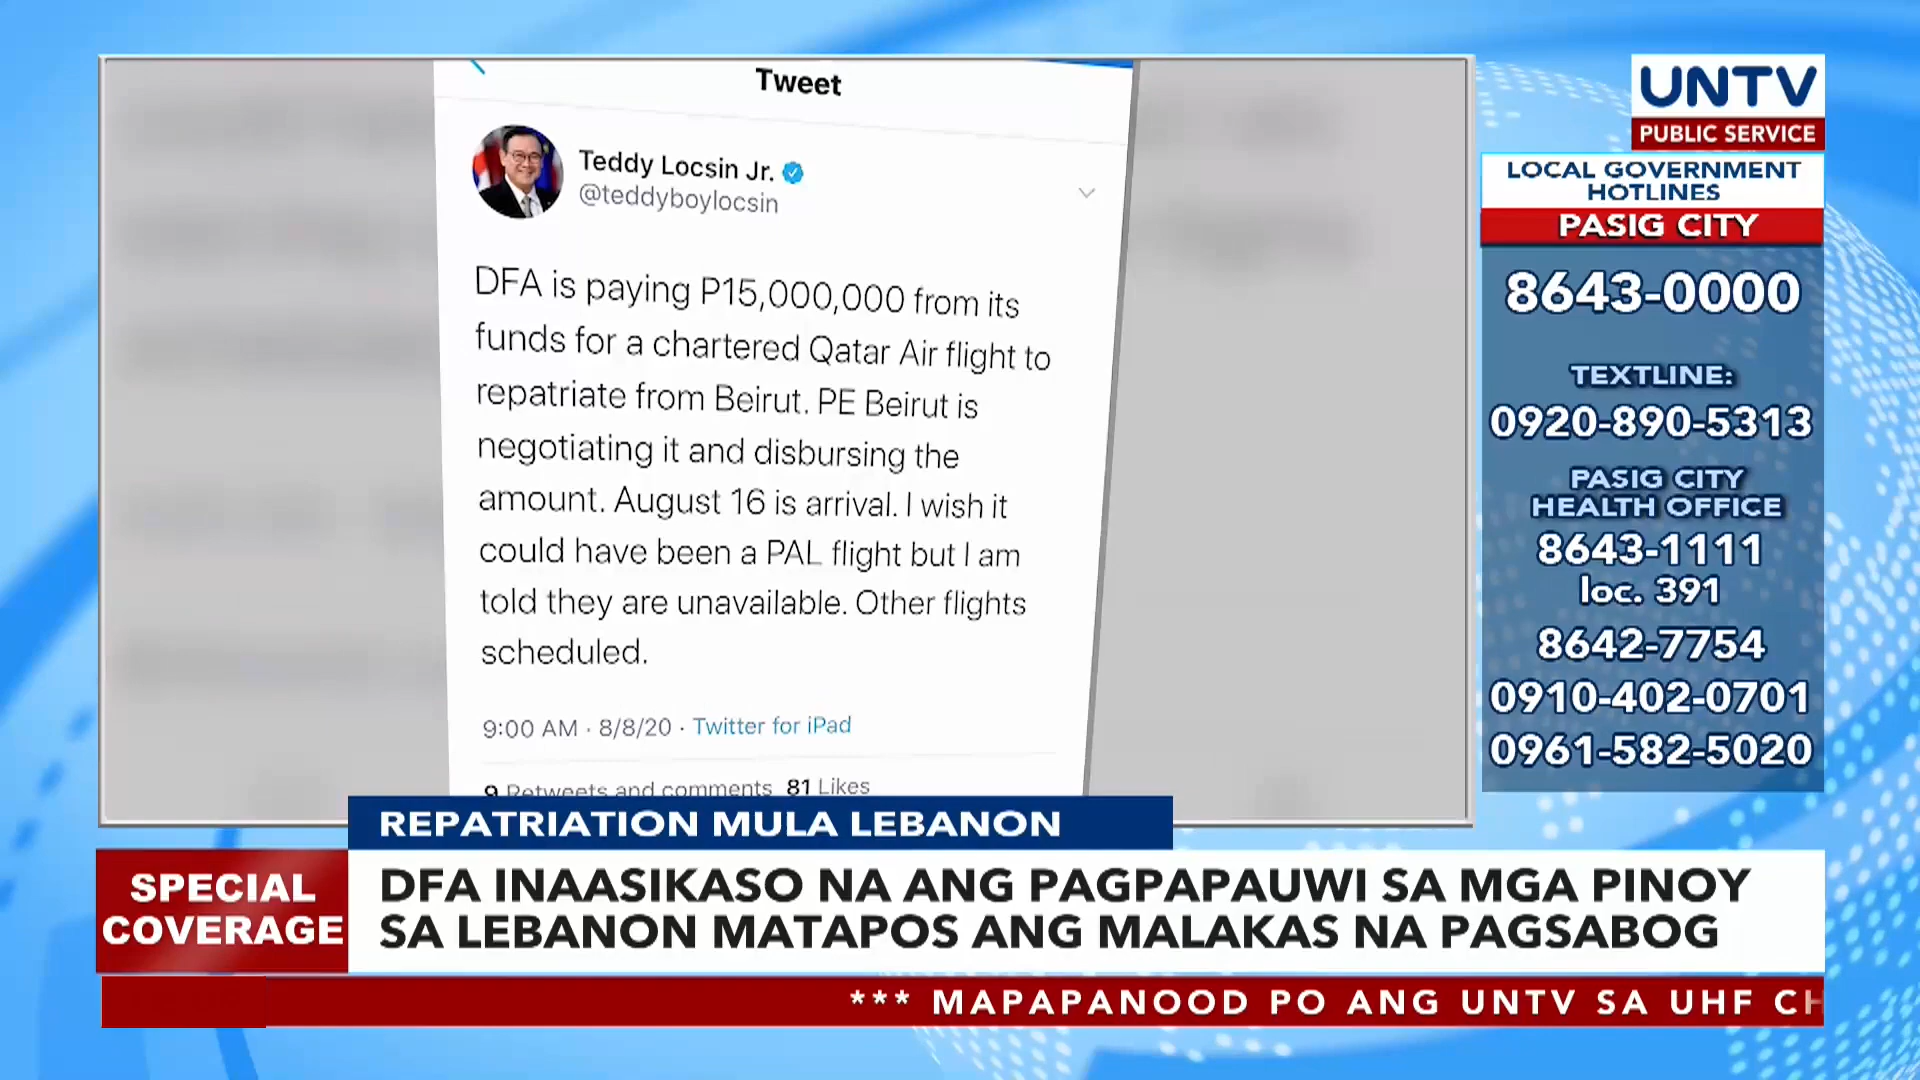 Tweet
Teddy Locsin Jr.
@teddyboylocsin
DFA is paying P15,000,000 from its
funds for a chartered Qatar Air flight to
repatriate from Beirut. PE Beirut is
negotiating it and disbursing the
amount. August 16 is arrival. I wish it
could have been a PAL flight but I am
told they are unavailable. Other flights
scheduled.
9:00 AM · 8/8/20 · Twitter for iPad
9 Retweets and comments 81 Likes
UNTV
PUBLIC SERVICE
LOCAL GOVERNMENT
HOTLINES
PASIG CITY
8643-0000
TEXTLINE:
0920-890-5313
PASIG CITY
HEALTH OFFICE
8643-1111
loc. 391
8642-7754
0910-402-0701
0961-582-5020
REPATRIATION MULA LEBANON
SPECIAL
COVERAGE
DFA INAASIKASO NA ANG PAGPAPAUWI SA MGA PINOY
SA LEBANON MATAPOS ANG MALAKAS NA PAGSABOG
*** MAPAPANOOD PO ANG UNTV SA UHF CH